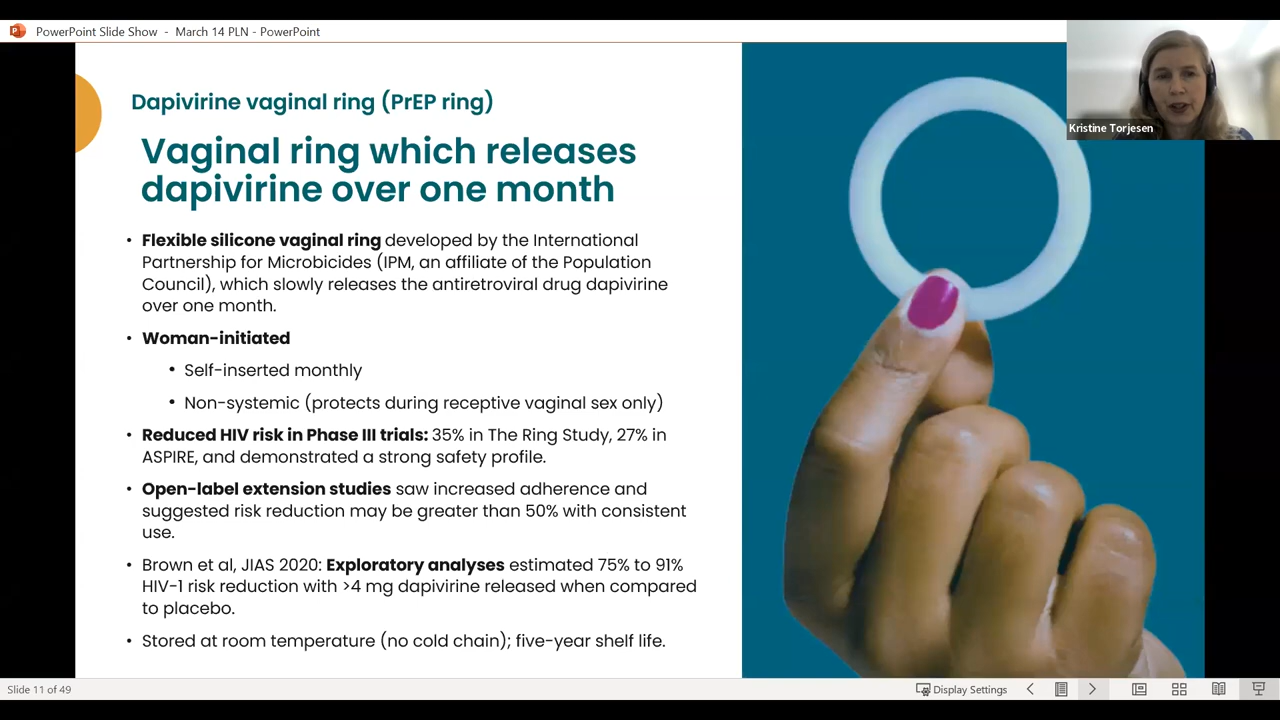 PowerPoint Slide Show - March 14 PLN - PowerPoint
Kristine Torjesen
Dapivirine vaginal ring (PrEP ring)
Vaginal ring which releases
dapivirine over one month
• Flexible silicone vaginal ring developed by the International
Partnership for Microbicides (IPM, an affiliate of the Population
Council), which slowly releases the antiretroviral drug dapivirine
over one month.
• Woman-initiated
• Self-inserted monthly
• Non-systemic (protects during receptive vaginal sex only)
• Reduced HIV risk in Phase III trials: 35% in The Ring Study, 27% in
ASPIRE, and demonstrated a strong safety profile.
• Open-label extension studies saw increased adherence and
suggested risk reduction may be greater than 50% with consistent
use.
• Brown et al, JIAS 2020: Exploratory analyses estimated 75% to 91%
HIV-1 risk reduction with >4 mg dapivirine released when compared
to placebo.
• Stored at room temperature (no cold chain); five-year shelf life.
Slide 11 of 49
Display Settings